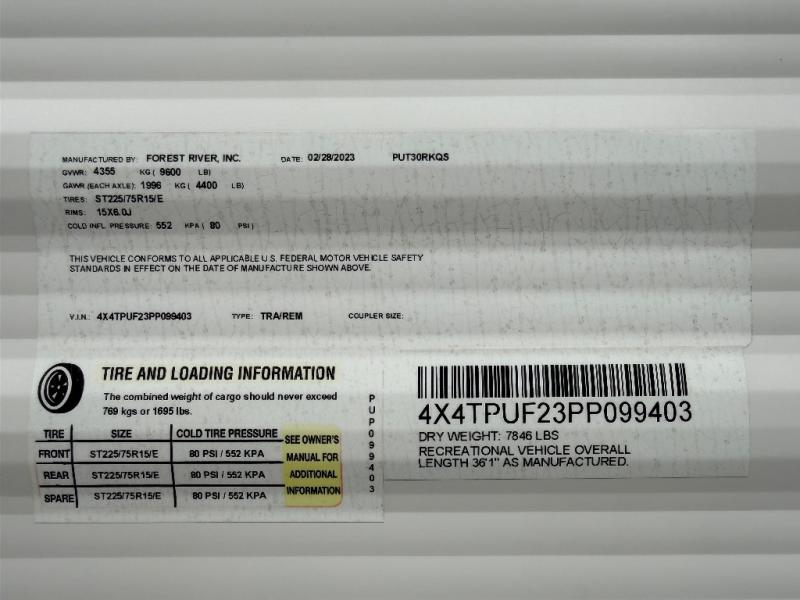 MANUFACTURED BY: FOREST RIVER, INC. DATE: 02/28/2023 PUT30RKQS
GVWR: 4355 KG ( 9600 LB)
GAWR (EACH AXLE): 1996 KG ( 4400 LB)
TIRES: ST225/75R15/E
RIMS: 15X6.0J
COLD INFL. PRESSURE: 552 KPA ( 80 PSI )
THIS VEHICLE CONFORMS TO ALL APPLICABLE U.S. FEDERAL MOTOR VEHICLE SAFETY
STANDARDS IN EFFECT ON THE DATE OF MANUFACTURE SHOWN ABOVE.
V.I.N.: 4X4TPUF23PP099403 TYPE: TRA/REM COUPLER SIZE:
TIRE AND LOADING INFORMATION
The combined weight of cargo should never exceed
769 kgs or 1695 lbs.
TIRE SIZE COLD TIRE PRESSURE
FRONT ST225/75R15/E 80 PSI / 552 KPA
REAR ST225/75R15/E 80 PSI / 552 KPA
SPARE ST225/75R15/E 80 PSI / 552 KPA
SEE OWNER'S
MANUAL FOR
ADDITIONAL
INFORMATION
PUP099403
4X4TPUF23PP099403
DRY WEIGHT: 7846 LBS
RECREATIONAL VEHICLE OVERALL
LENGTH 36'1" AS MANUFACTURED.